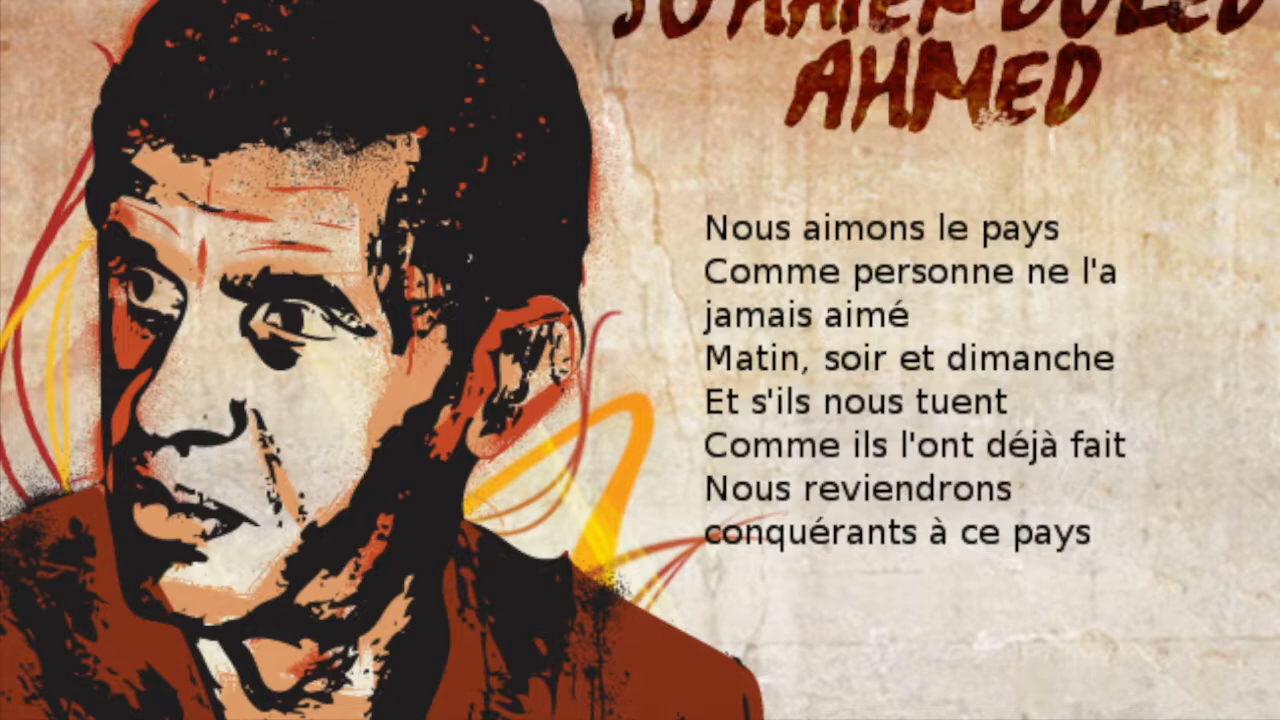 AHMED
Nous aimons le pays
Comme personne ne l'a
jamais aimé
Matin, soir et dimanche
Et s'ils nous tuent
Comme ils l'ont déjà fait
Nous reviendrons
conquérants à ce pays